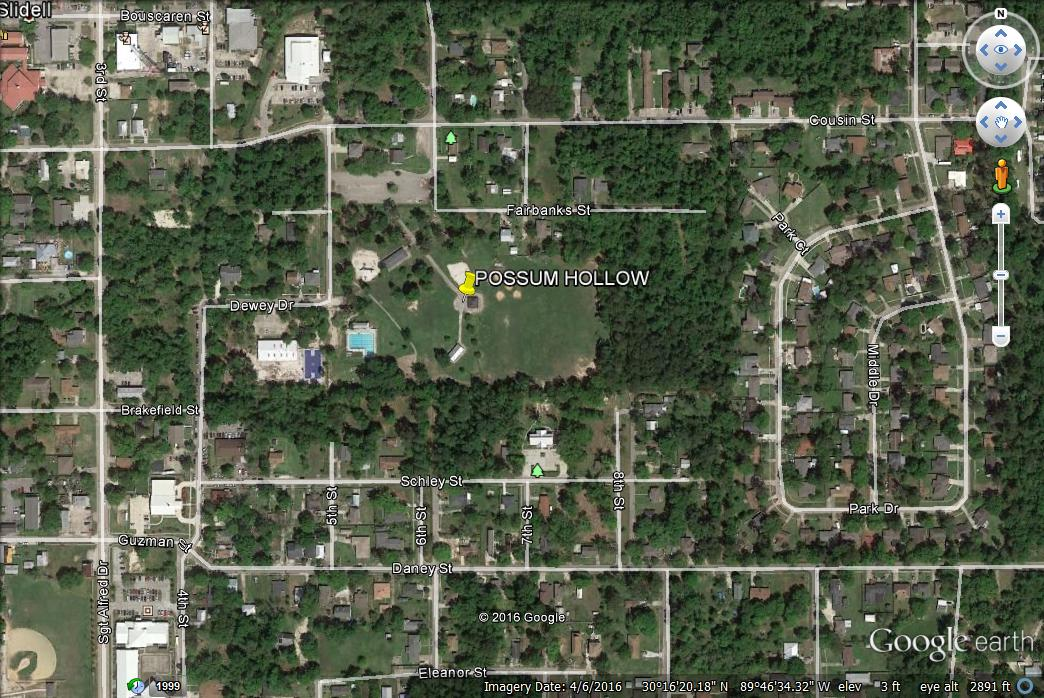 Slidell
Bouscaren St
3rd St
Cousin St
Fairbanks St
Park Ct
POSSUM HOLLOW
Dewey Dr
Middle Dr
Brakefield St
Schley St
8th St
5th St
6th St
7th St
Park Dr
Guzman St
Daney St
Sgt Alfred Dr
4th St
© 2016 Google
Google earth
Eleanor St
1999
Imagery Date: 4/6/2016 30°16'20.18" N 89°46'34.32" W elev 3 ft eye alt 2891 ft
N